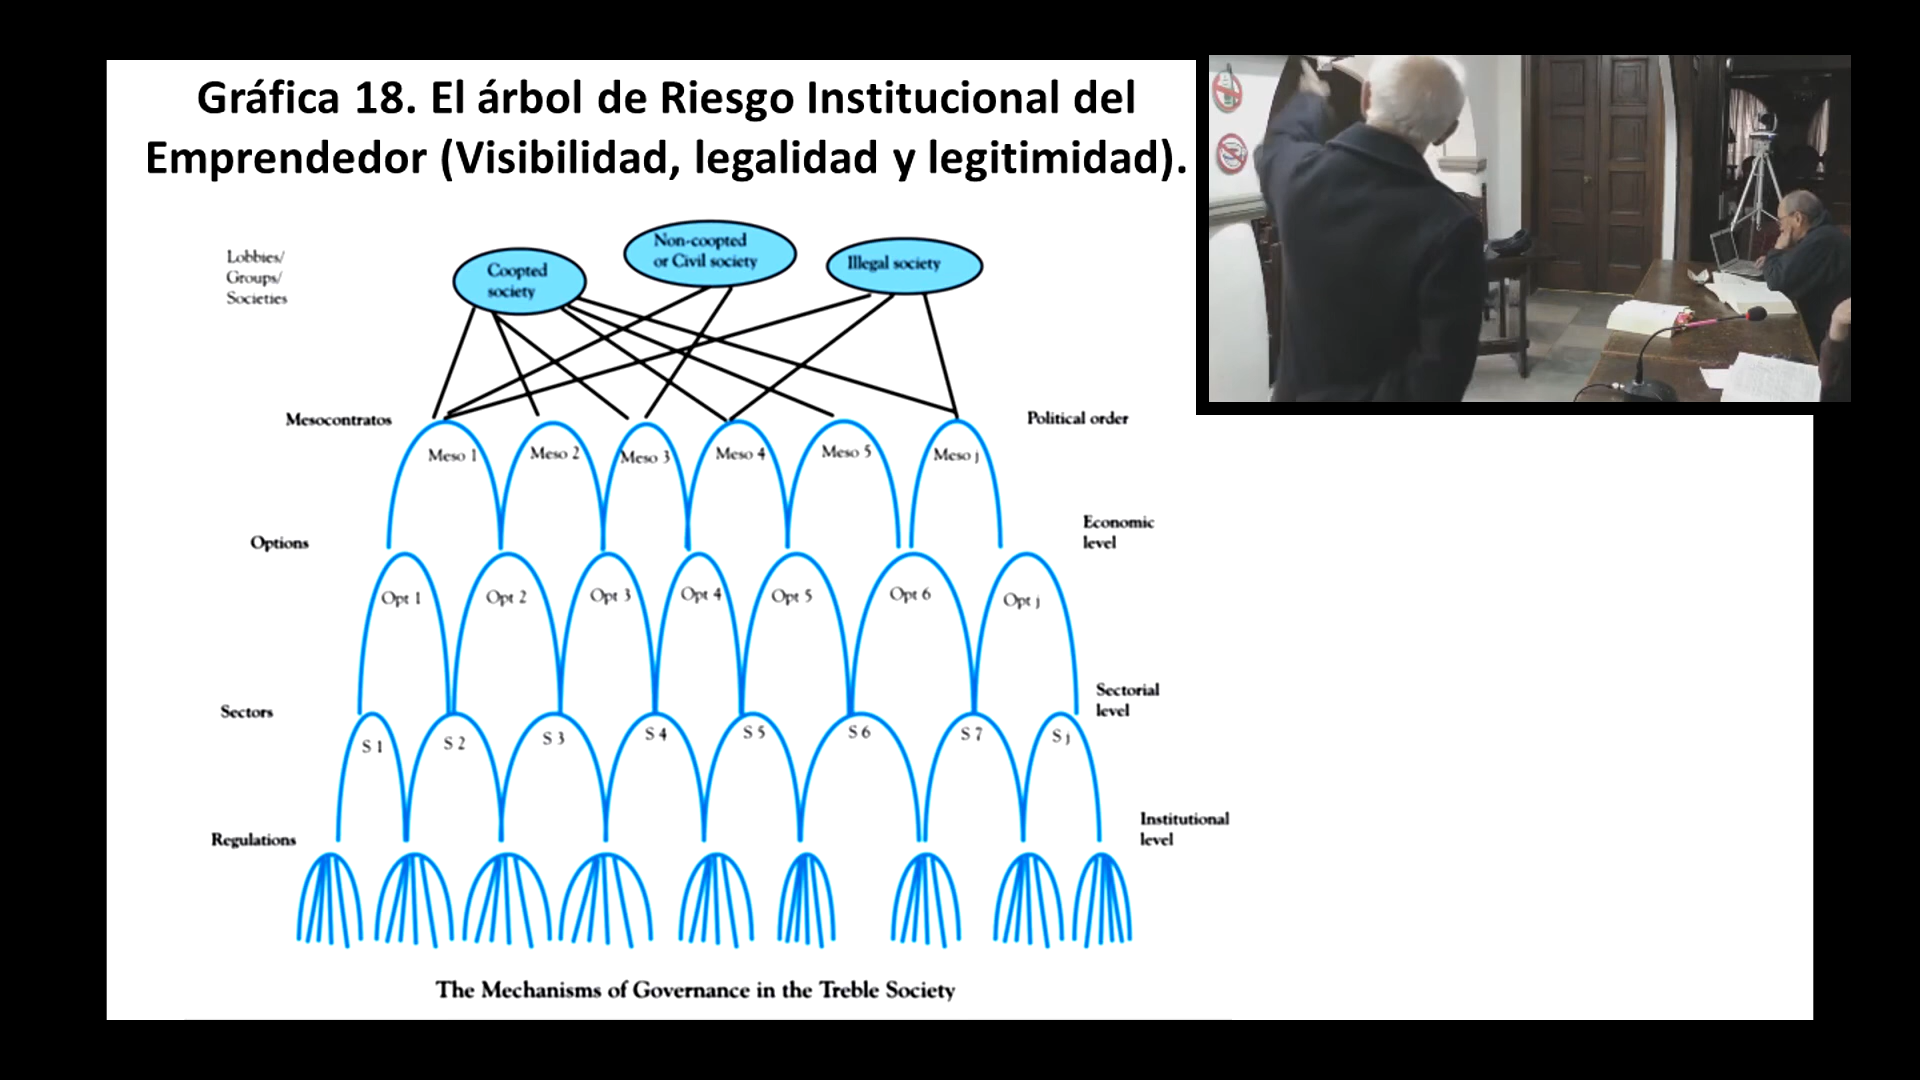 Gráfica 18. El árbol de Riesgo Institucional del
Emprendedor (Visibilidad, legalidad y legitimidad).
Lobbies/
Groups/
Societies
Coopted
society
Non-coopted
or Civil society
Illegal society
Mesocontratos
Political order
Meso 1
Meso 2
Meso 3
Meso 4
Meso 5
Meso j
Options
Economic
level
Opt 1
Opt 2
Opt 3
Opt 4
Opt 5
Opt 6
Opt j
Sectors
Sectorial
level
S 1
S 2
S 3
S 4
S 5
S 6
S 7
S j
Regulations
Institutional
level
The Mechanisms of Governance in the Treble Society